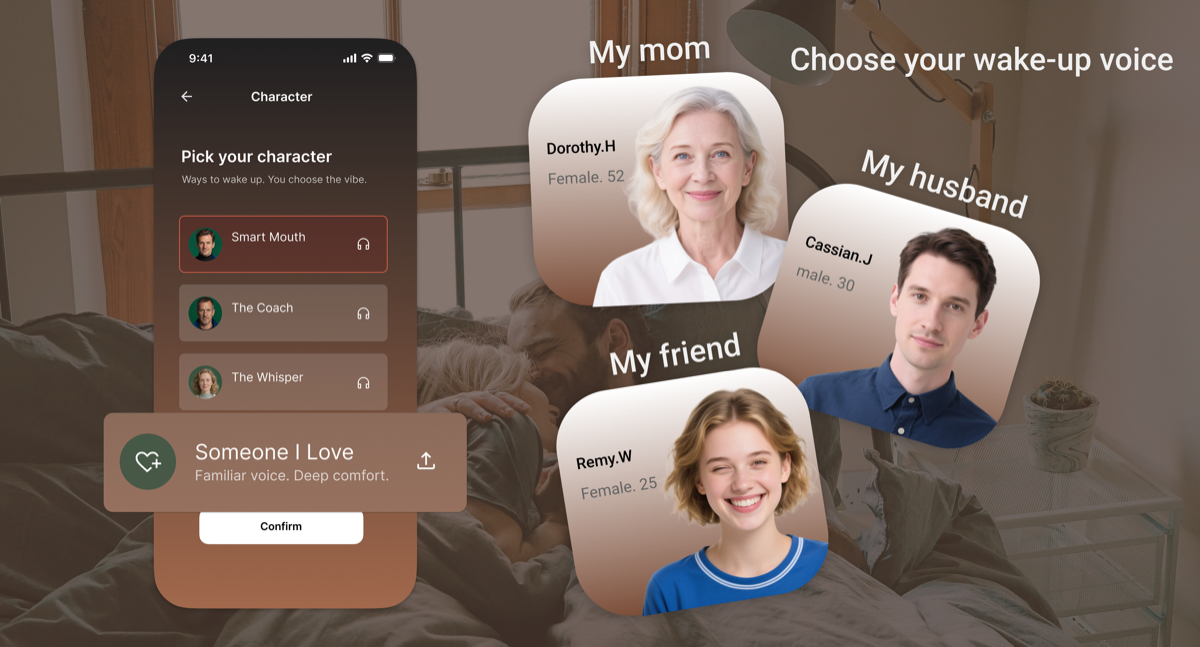 9:41
Character
Pick your character
Ways to wake up. You choose the vibe.
Smart Mouth
The Coach
The Whisper
Someone I Love
Familiar voice. Deep comfort.
Confirm
Choose your wake-up voice
My mom
Dorothy.H
Female. 52
My husband
Cassian.J
male. 30
My friend
Remy.W
Female. 25